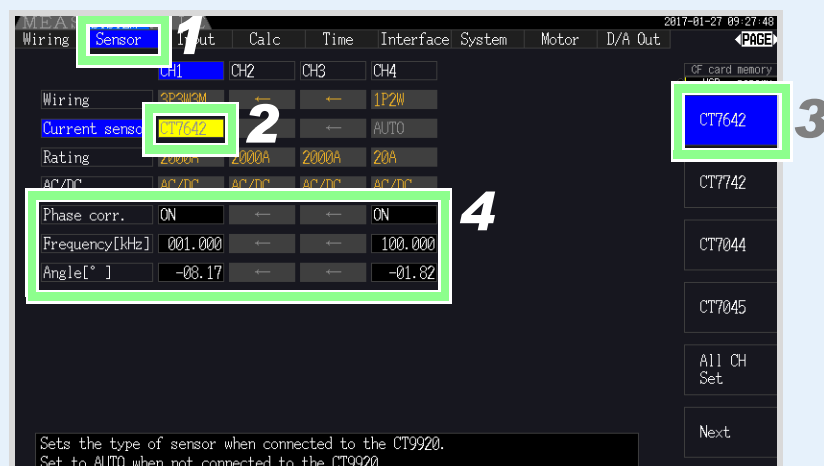 2017-01-27 09:27:48
Wiring Sensor Input Calc Time Interface System Motor D/A Out ◀PAGE▶
1
CH1 CH2 CH3 CH4
CF card memory
Wiring 3P3W3M ← ← 1P2W
Current sensor CT7642 ← AUTO
2
CT7642
3
Rating 2000A 2000A 2000A 20A
AC/DC AC/DC AC/DC AC/DC AC/DC
CT7742
Phase corr. ON ← ← ON
4
Frequency[kHz] 001.000 ← ← 100.000
CT7044
Angle[° ] -08.17 ← ← -01.82
CT7045
All CH
Set
Next
Sets the type of sensor when connected to the CT9920.
Set to AUTO when not connected to the CT9920.